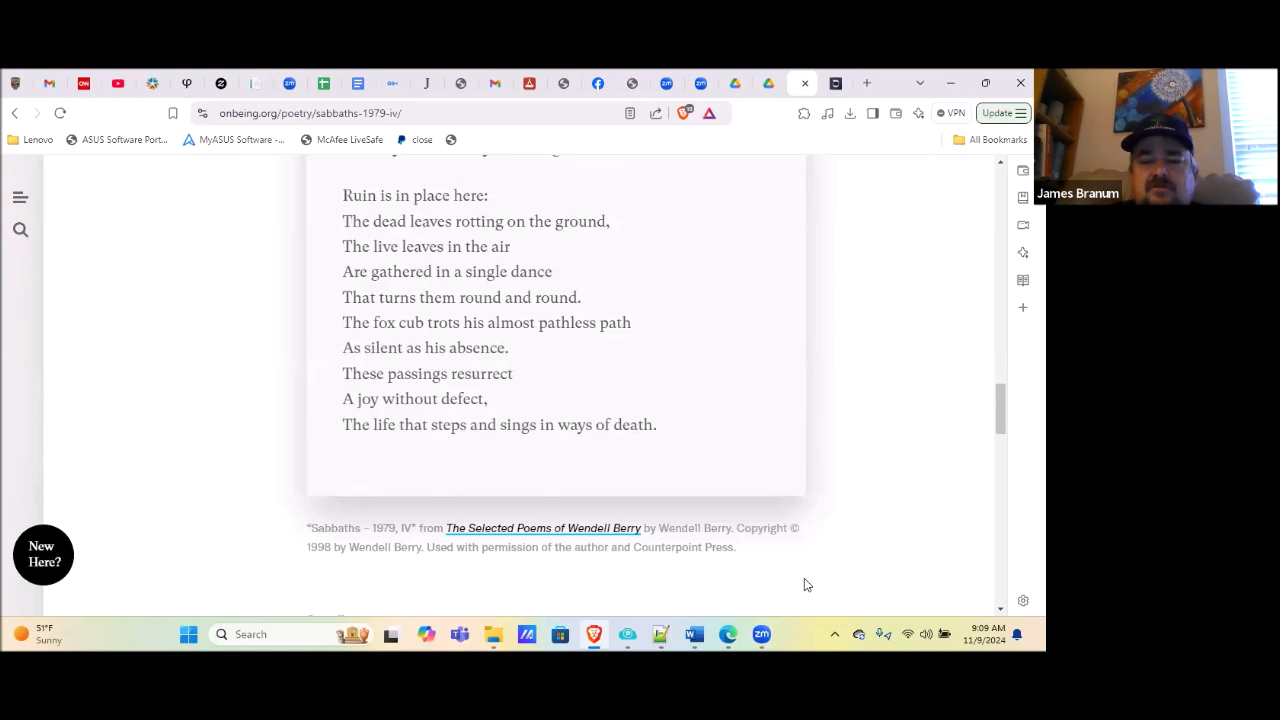 onbeing.org/poetry/sabbaths-1979-iv/
VPN
Update
Lenovo
ASUS Software Port...
MyASUS Software -...
McAfee LiveSafe
close
All Bookmarks
James Branum
Ruin is in place here:
The dead leaves rotting on the ground,
The live leaves in the air
Are gathered in a single dance
That turns them round and round.
The fox cub trots his almost pathless path
As silent as his absence.
These passings resurrect
A joy without defect,
The life that steps and sings in ways of death.
"Sabbaths – 1979, IV" from The Selected Poems of Wendell Berry by Wendell Berry. Copyright ©
1998 by Wendell Berry. Used with permission of the author and Counterpoint Press.
New
Here?
51°F
Sunny
Search
9:09 AM
11/9/2024